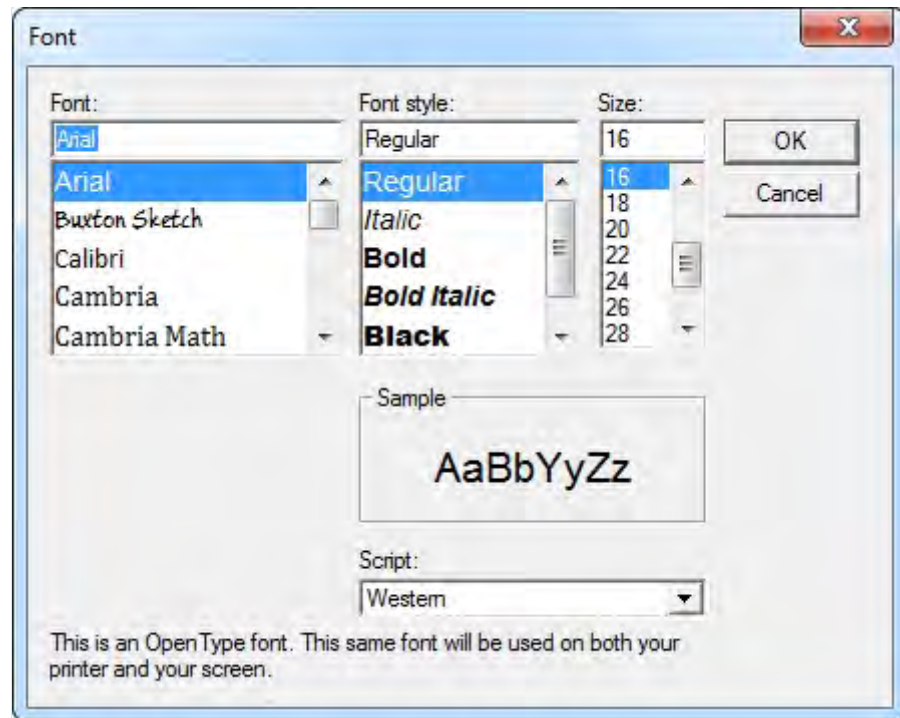 Font
Font:
Arial
Arial
Buxton Sketch
Calibri
Cambria
Cambria Math
Font style:
Regular
Regular
Italic
Bold
Bold Italic
Black
Size:
16
16
18
20
22
24
26
28
OK
Cancel
Sample
AaBbYyZz
Script:
Western
This is an OpenType font. This same font will be used on both your
printer and your screen.